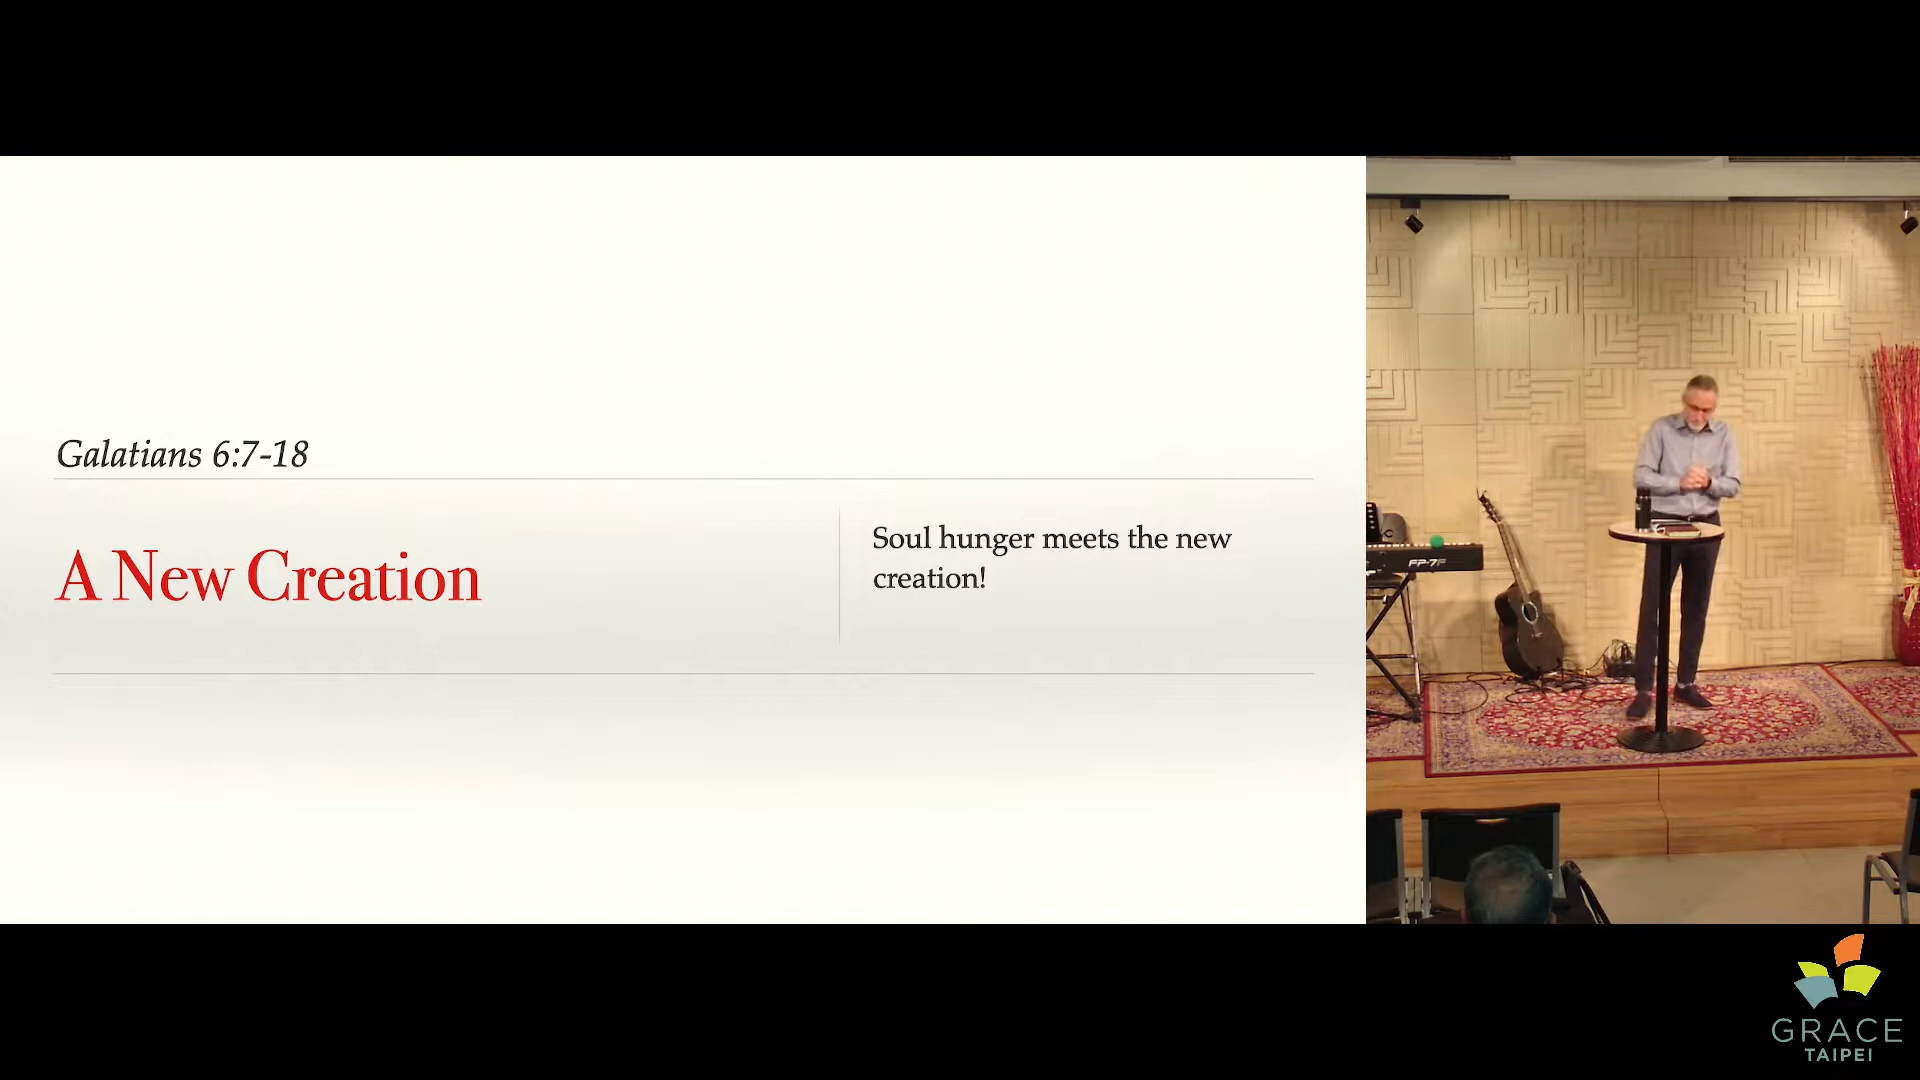 Galatians 6:7-18
A New Creation
Soul hunger meets the new
creation!
FP-7F
GRACE
TAIPEI